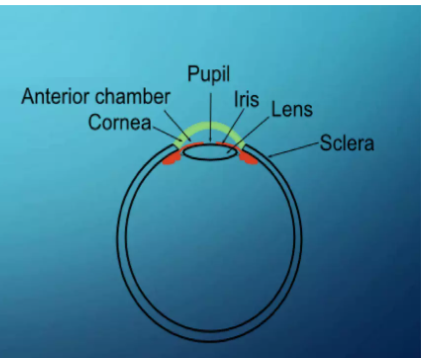 Pupil
Anterior chamber
Iris
Lens
Cornea
Sclera